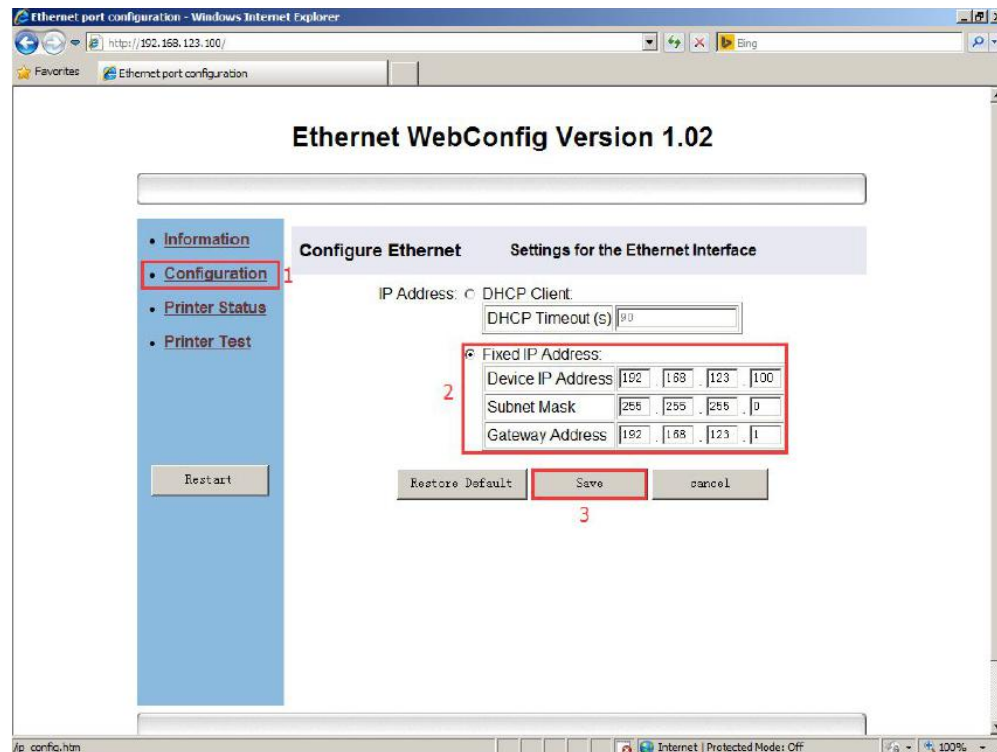 Ethernet port configuration - Windows Internet Explorer
http://192.168.123.100/
Bing
Favorites
Ethernet port configuration
Ethernet WebConfig Version 1.02
Information
Configuration 1
Printer Status
Printer Test
Restart
Configure Ethernet Settings for the Ethernet Interface
IP Address: DHCP Client:
DHCP Timeout (s) 90
Fixed IP Address:
2
Device IP Address 192 . 168 . 123 . 100
Subnet Mask 255 . 255 . 255 . 0
Gateway Address 192 . 168 . 123 . 1
Restore Default Save cancel
3
/ip_config.htm Internet | Protected Mode: Off 100%